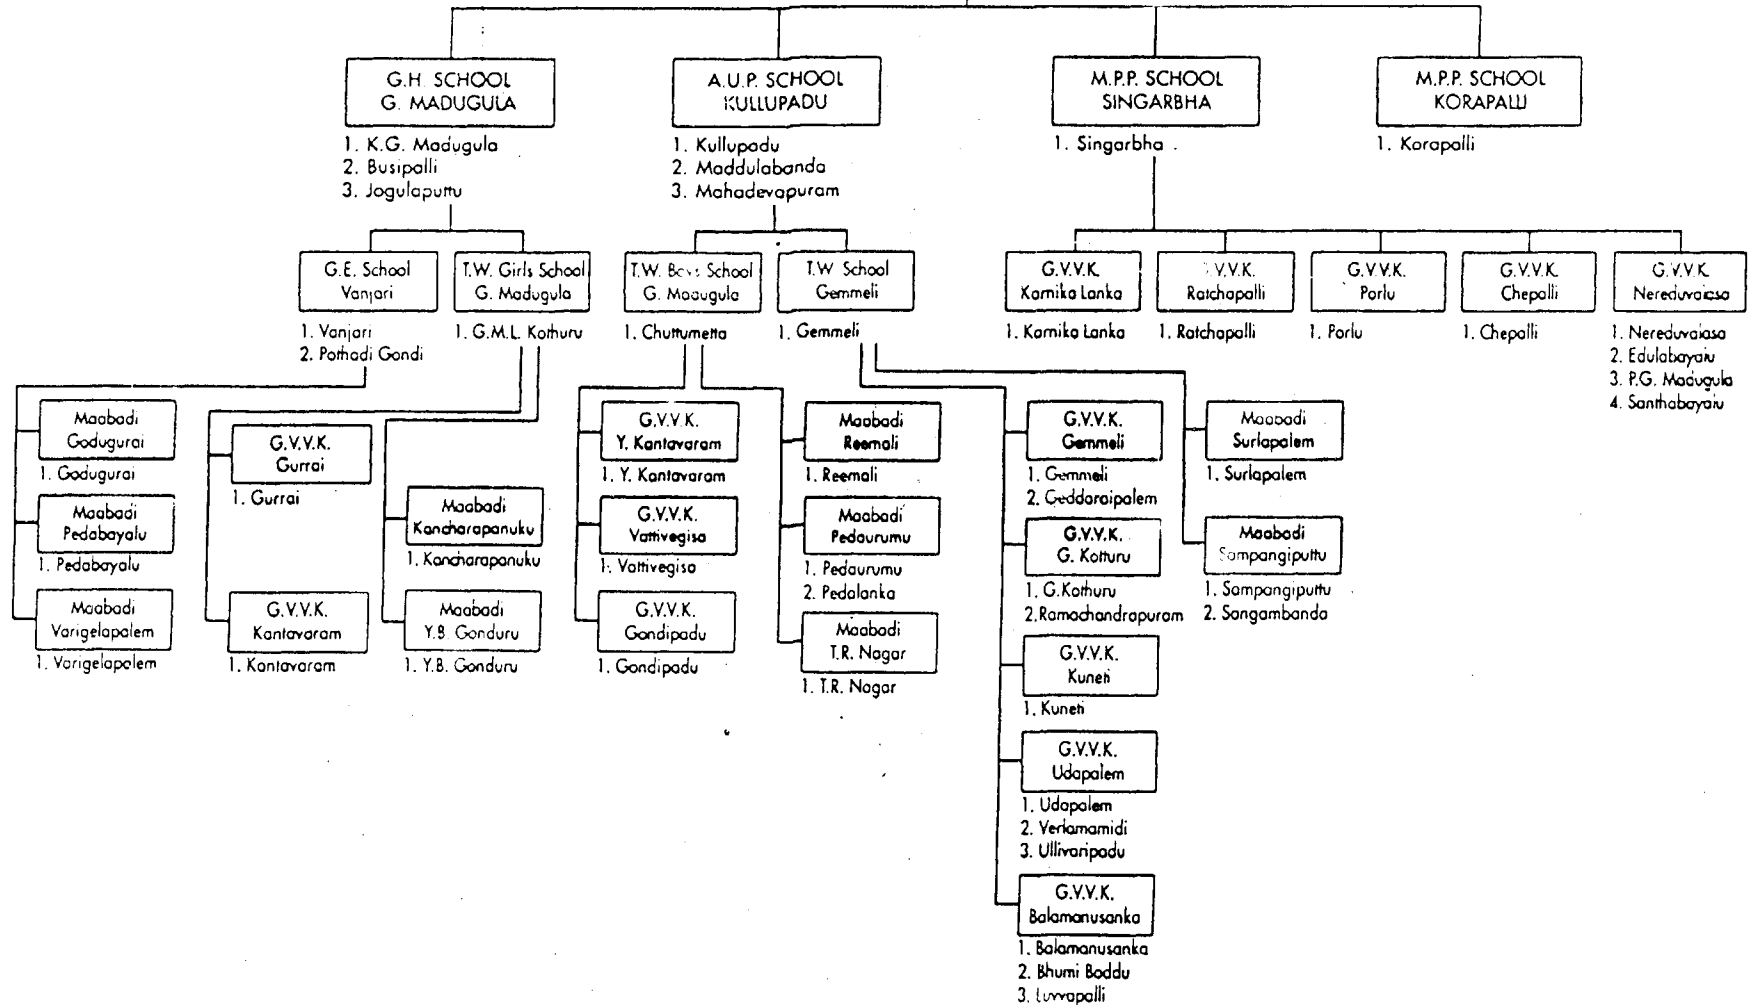 G.H. SCHOOL
G. MADUGULA
1. K.G. Madugula
2. Busipalli
3. Jogulaputtu
A.U.P. SCHOOL
KULLUPADU
1. Kullupadu
2. Maddulabanda
3. Mahadevapuram
M.P.P. SCHOOL
SINGARBHA
1. Singarbha
M.P.P. SCHOOL
KORAPALLI
1. Korapalli
G.E. School
Vanjari
1. Vanjari
2. Pothadi Gondi
T.W. Girls School
G. Madugula
1. G.M.L. Kothuru
T.W. Boys School
G. Madugula
1. Chuttumetta
T.W. School
Gemmeli
1. Gemmeli
G.V.V.K.
Karnika Lanka
1. Karnika Lanka
G.V.V.K.
Ratchapalli
1. Ratchapalli
G.V.V.K.
Porlu
1. Porlu
G.V.V.K.
Chepalli
1. Chepalli
G.V.V.K.
Nereduvalasa
1. Nereduvalasa
2. Edulabayalu
3. P.G. Madugula
4. Santhabayalu
Maabadi
Godugurai
1. Godugurai
Maabadi
Pedabayalu
1. Pedabayalu
Maabadi
Varigelapalem
1. Varigelapalem
G.V.V.K.
Gurrai
1. Gurrai
G.V.V.K.
Kantavaram
1. Kantavaram
Maabadi
Kancharapanuku
1. Kancharapanuku
Maabadi
Y.B. Gonduru
1. Y.B. Gonduru
G.V.V.K.
Y. Kantavaram
1. Y. Kantavaram
G.V.V.K.
Vattivegisa
1. Vattivegisa
G.V.V.K.
Gondipadu
1. Gondipadu
Maabadi
Reemali
1. Reemali
Maabadi
Pedaurumu
1. Pedaurumu
2. Pedalanka
Maabadi
T.R. Nagar
1. T.R. Nagar
G.V.V.K.
Gemmeli
1. Gemmeli
2. Geddaraipalem
G.V.V.K.
G. Kotturu
1. G.Kothuru
2. Ramachandrapuram
G.V.V.K.
Kuneti
1. Kuneti
G.V.V.K.
Udapalem
1. Udapalem
2. Verlamamidi
3. Ullivaripadu
G.V.V.K.
Balamanusanka
1. Balamanusanka
2. Bhumi Boddu
3. Luvvapalli
Maabadi
Surlapalem
1. Surlapalem
Maabadi
Sampangiputtu
1. Sampangiputtu
2. Sangambanda